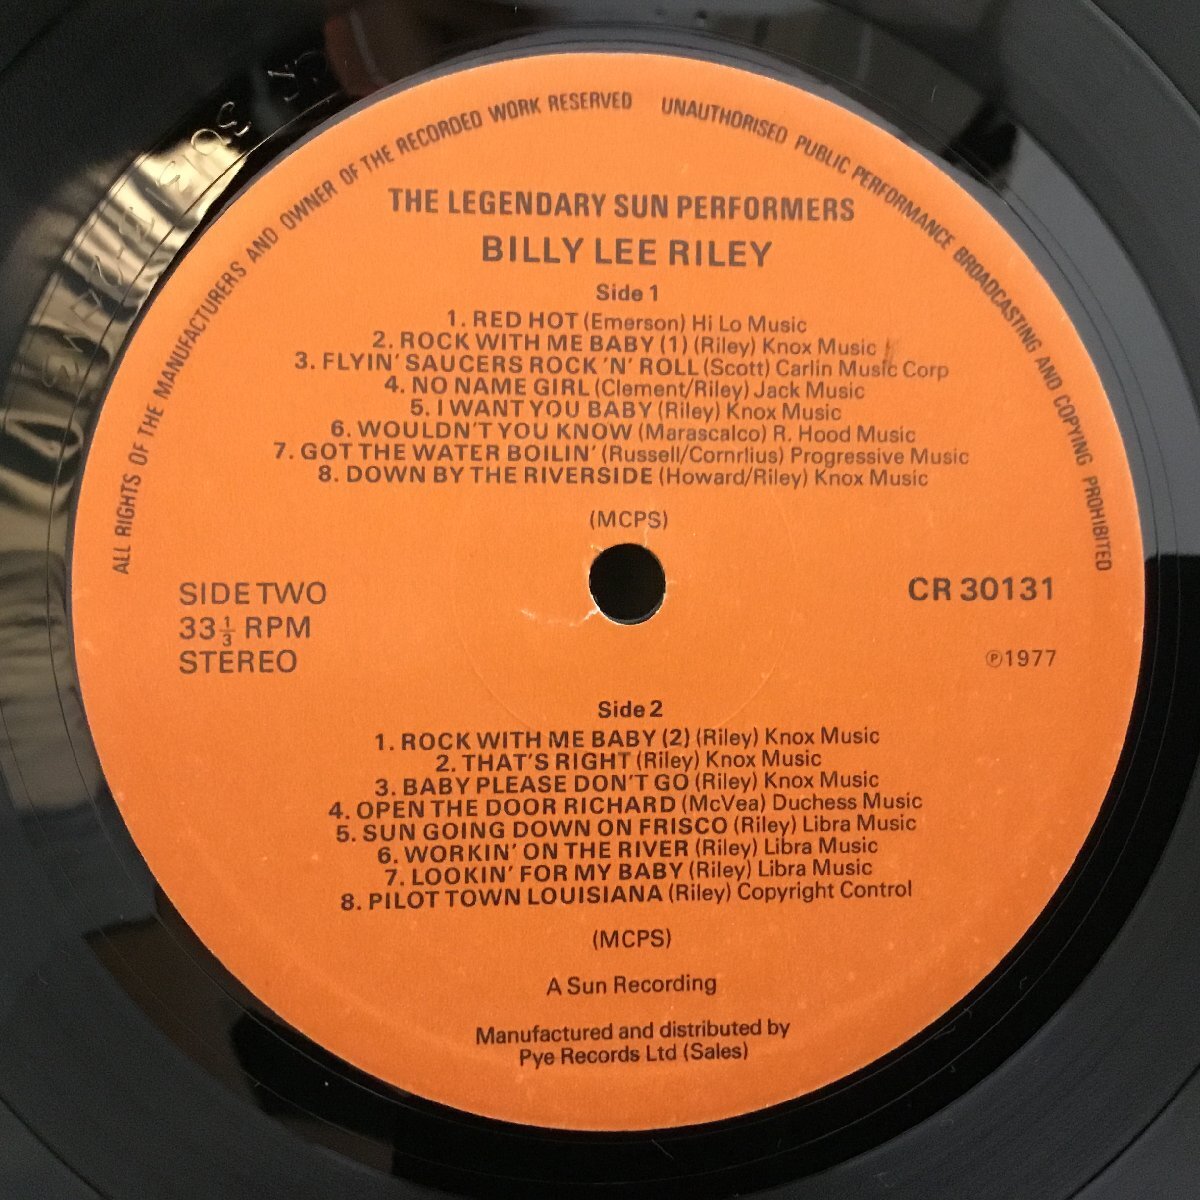 ALL RIGHTS OF THE MANUFACTURERS AND OWNER OF THE RECORDED WORK RESERVED UNAUTHORISED PUBLIC PERFORMANCE BROADCASTING AND COPYING PROHIBITED
THE LEGENDARY SUN PERFORMERS
BILLY LEE RILEY
Side 1
1. RED HOT (Emerson) Hi Lo Music
2. ROCK WITH ME BABY (1) (Riley) Knox Music
3. FLYIN' SAUCERS ROCK 'N' ROLL (Scott) Carlin Music Corp
4. NO NAME GIRL (Clement/Riley) Jack Music
5. I WANT YOU BABY (Riley) Knox Music
6. WOULDN'T YOU KNOW (Marascalco) R. Hood Music
7. GOT THE WATER BOILIN' (Russell/Cornrlius) Progressive Music
8. DOWN BY THE RIVERSIDE (Howard/Riley) Knox Music
(MCPS)
SIDE TWO
33 1/3 RPM
STEREO
CR 30131
℗1977
Side 2
1. ROCK WITH ME BABY (2) (Riley) Knox Music
2. THAT'S RIGHT (Riley) Knox Music
3. BABY PLEASE DON'T GO (Riley) Knox Music
4. OPEN THE DOOR RICHARD (McVea) Duchess Music
5. SUN GOING DOWN ON FRISCO (Riley) Libra Music
6. WORKIN' ON THE RIVER (Riley) Libra Music
7. LOOKIN' FOR MY BABY (Riley) Libra Music
8. PILOT TOWN LOUISIANA (Riley) Copyright Control
(MCPS)
A Sun Recording
Manufactured and distributed by
Pye Records Ltd (Sales)